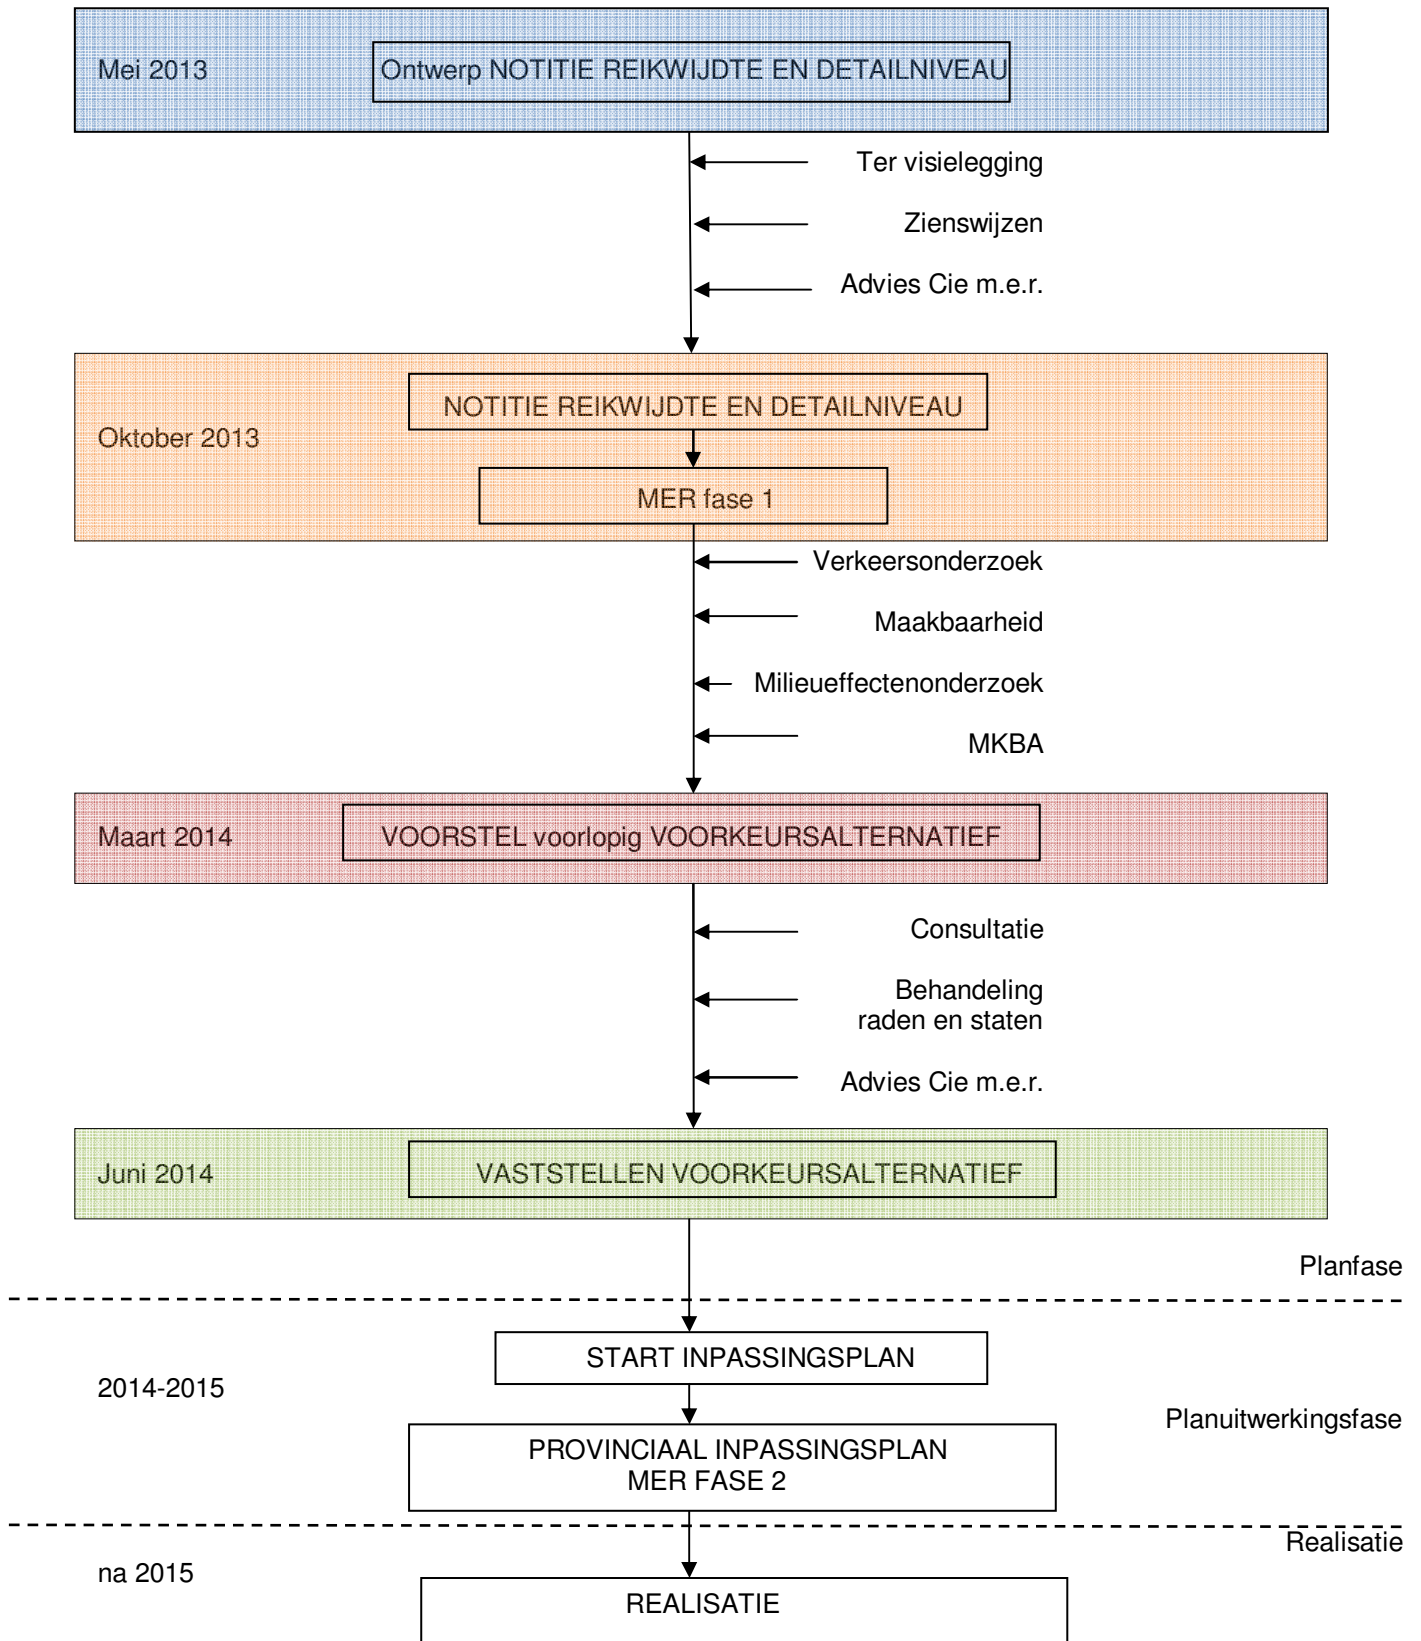 Mei 2013
Ontwerp NOTITIE REIKWIJDTE EN DETAILNIVEAU
Ter visielegging
Zienswijzen
Advies Cie m.e.r.
NOTITIE REIKWIJDTE EN DETAILNIVEAU
Oktober 2013
MER fase 1
Verkeersonderzoek
Maakbaarheid
Milieueffectenonderzoek
MKBA
Maart 2014
VOORSTEL voorlopig VOORKEURSALTERNATIEF
Consultatie
Behandeling
raden en staten
Advies Cie m.e.r.
Juni 2014
VASTSTELLEN VOORKEURSALTERNATIEF
Planfase
START INPASSINGSPLAN
2014-2015
Planuitwerkingsfase
PROVINCIAAL INPASSINGSPLAN
MER FASE 2
Realisatie
na 2015
REALISATIE